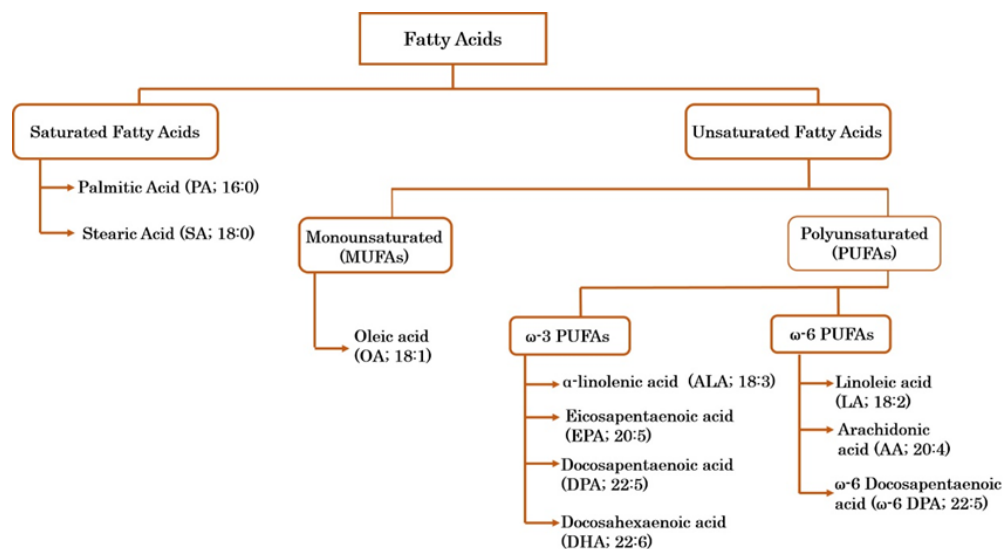 Fatty Acids
Saturated Fatty Acids
Unsaturated Fatty Acids
Palmitic Acid (PA; 16:0)
Stearic Acid (SA; 18:0)
Monounsaturated
(MUFAs)
Polyunsaturated
(PUFAs)
Oleic acid
(OA; 18:1)
ω-3 PUFAs
ω-6 PUFAs
α-linolenic acid (ALA; 18:3)
Eicosapentaenoic acid
(EPA; 20:5)
Docosapentaenoic acid
(DPA; 22:5)
Docosahexaenoic acid
(DHA; 22:6)
Linoleic acid
(LA; 18:2)
Arachidonic
acid (AA; 20:4)
ω-6 Docosapentaenoic
acid (ω-6 DPA; 22:5)